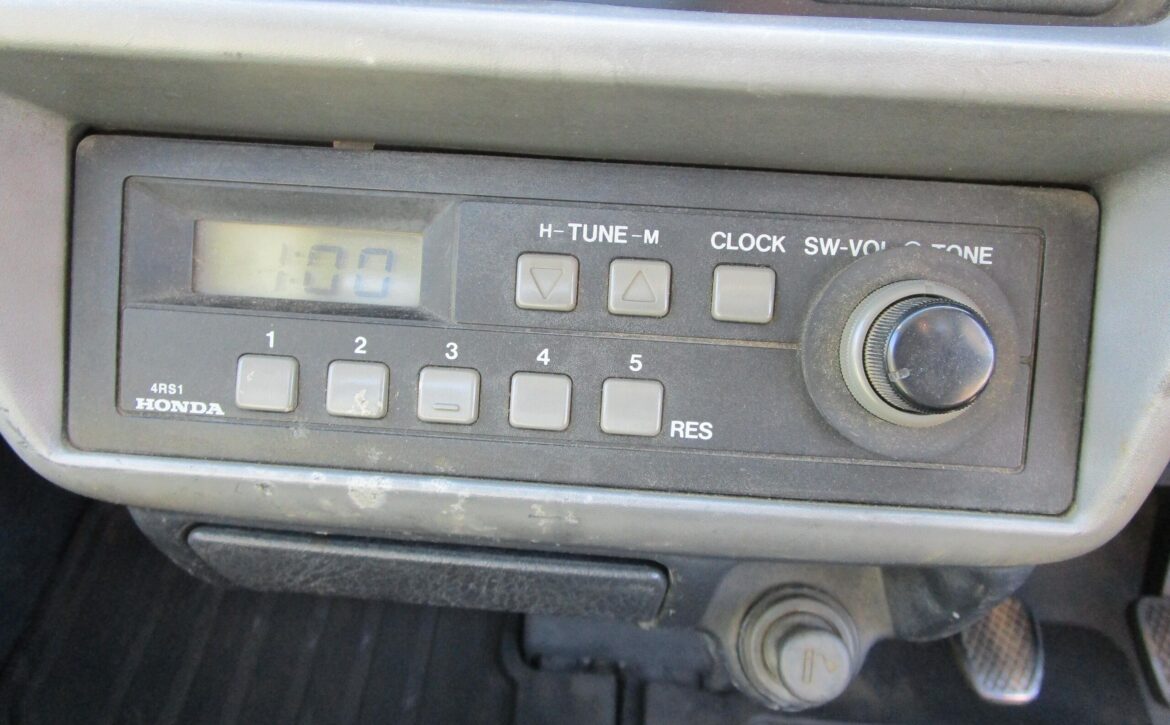 1:00
H-TUNE-M
CLOCK
SW-VOL TONE
1
2
3
4
5
4RS1
HONDA
RES